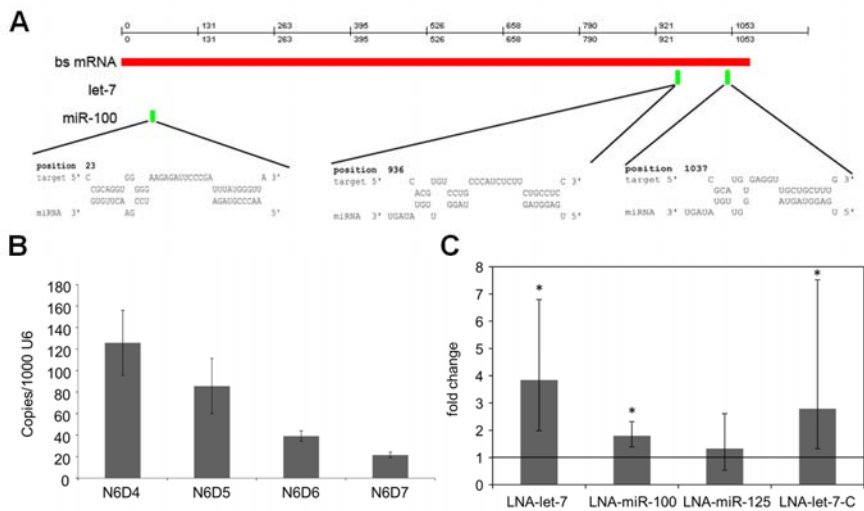 A
0 131 263 395 526 658 790 921 1053
0 131 263 395 526 658 790 921 1053
bs mRNA
let-7
miR-100
position 23
target 5' C GG AAGAGAUUCCCGA A 3'
CGCAGGU GGG UUUAUGGGUU
GUGUUCA CCU AGAUGCCCAA
miRNA 3' AG 5'
position 936
target 5' C UGU CCCAUCUCUU C 3'
ACG CCUG CUGCCUC
UGU GGAU GAUGGAG
miRNA 3' UGAUA U U 5'
position 1037
target 5' C UG GAGGU G 3'
GCA U UGCUGCUUU
UGU G AUGAUGGAG
miRNA 3' UGAUA UG U 5'
B
Copies/1000 U6
180
160
140
120
100
80
60
40
20
0
N6D4 N6D5 N6D6 N6D7
C
fold change
8
7
6
5
4
3
2
1
0
* * *
LNA-let-7 LNA-miR-100 LNA-miR-125 LNA-let-7-C